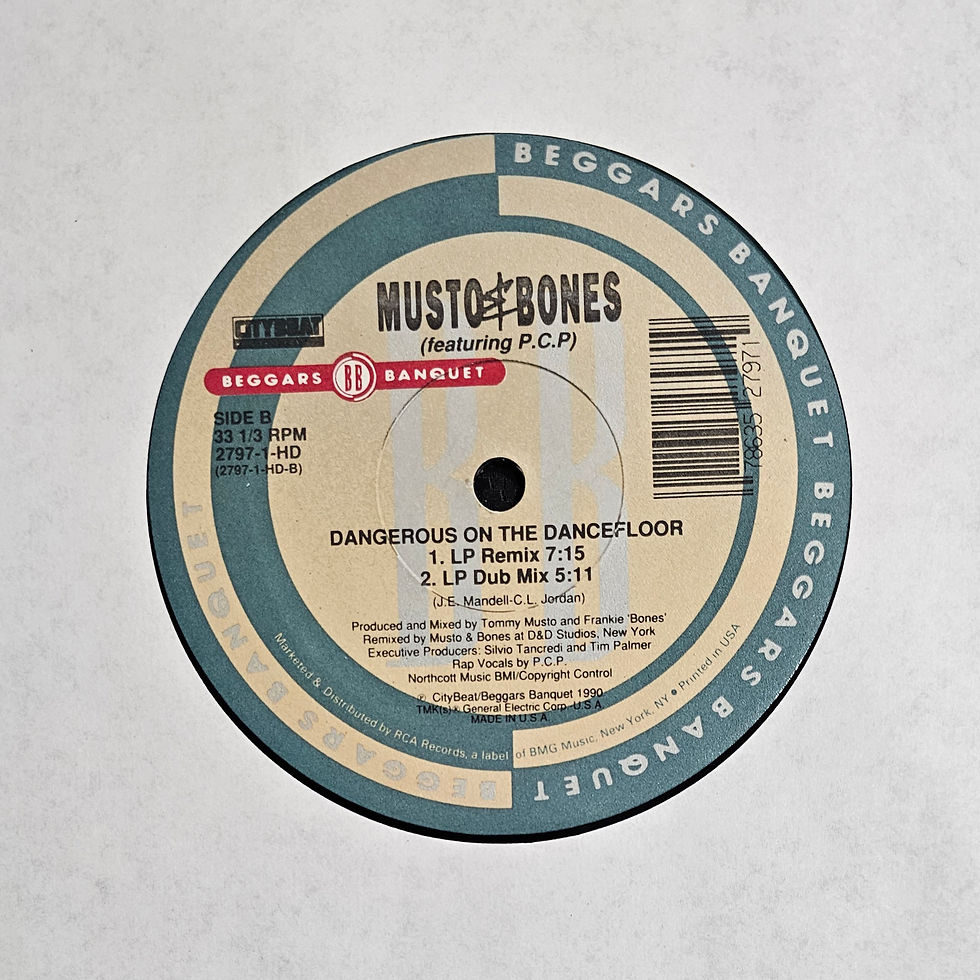 BEGGARS BANQUET BEGGARS BANQUET
BEGGARS BANQUET
MUSTO & BONES
(featuring P.C.P)
CITYBEAT
BEGGARS BB BANQUET
SIDE B
33 1/3 RPM
2797-1-HD
(2797-1-HD-B)
78635 27971
DANGEROUS ON THE DANCEFLOOR
1. LP Remix 7:15
2. LP Dub Mix 5:11
(J.E. Mandell-C.L. Jordan)
Produced and Mixed by Tommy Musto and Frankie 'Bones'
Remixed by Musto & Bones at D&D Studios, New York
Executive Producers: Silvio Tancredi and Tim Palmer
Rap Vocals by P.C.P.
Northcott Music BMI/Copyright Control
℗ CityBeat/Beggars Banquet 1990
TMK(s)® General Electric Corp. U.S.A.
MADE IN U.S.A.
Marketed & Distributed by RCA Records, a label of BMG Music, New York, NY • Printed in USA